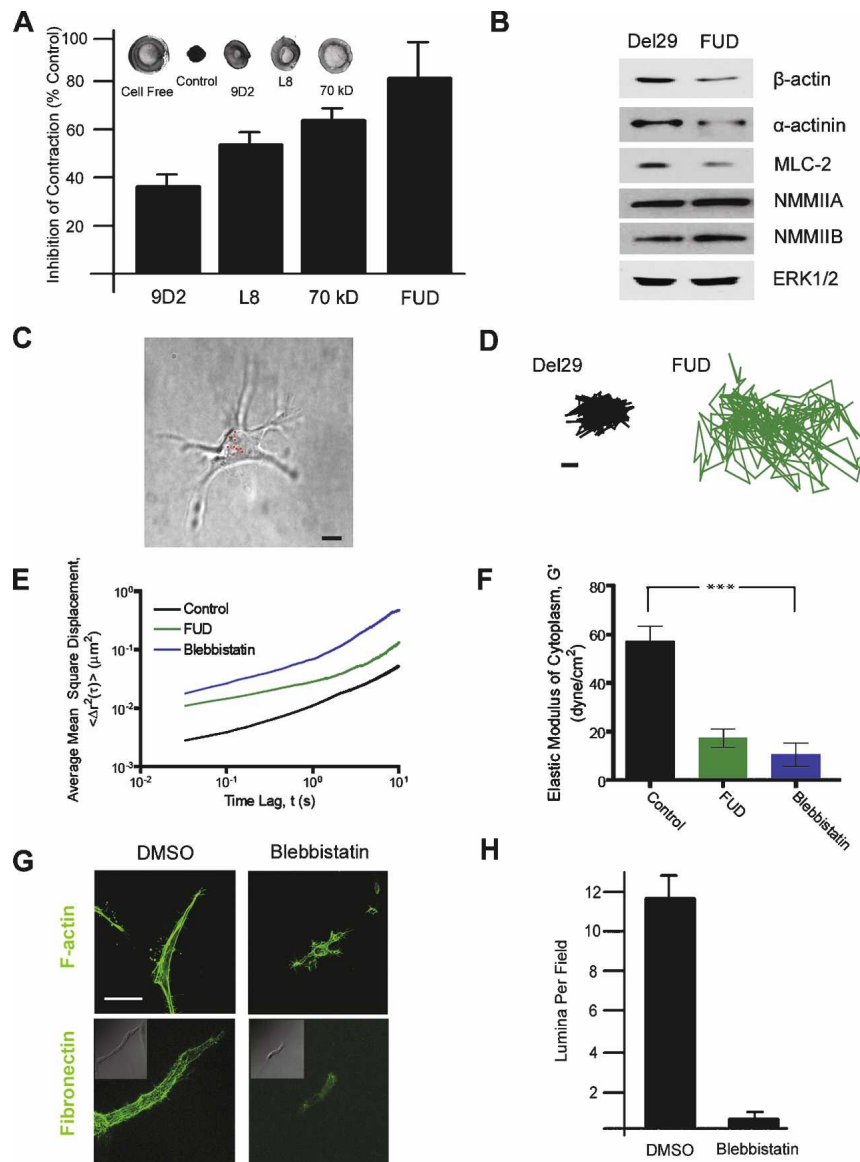 A
Inhibition of Contraction (% Control)
100
80
60
40
20
Cell Free
Control
9D2
L8
70 kD
9D2
L8
70 kD
FUD
B
Del29 FUD
β-actin
α-actinin
MLC-2
NMMIIA
NMMIIB
ERK1/2
C
D
Del29
FUD
E
Average Mean Square Displacement,
<Δr²(τ)> (μm²)
10⁰
10⁻¹
10⁻²
10⁻³
Control
FUD
Blebbistatin
10⁻² 10⁻¹ 10⁰ 10¹
Time Lag, t (s)
F
Elastic Modulus of Cytoplasm, G'
(dyne/cm²)
80
60
40
20
0
***
Control
FUD
Blebbistatin
G
DMSO Blebbistatin
F-actin
Fibronectin
H
Lumina Per Field
12
10
8
6
4
2
DMSO Blebbistatin